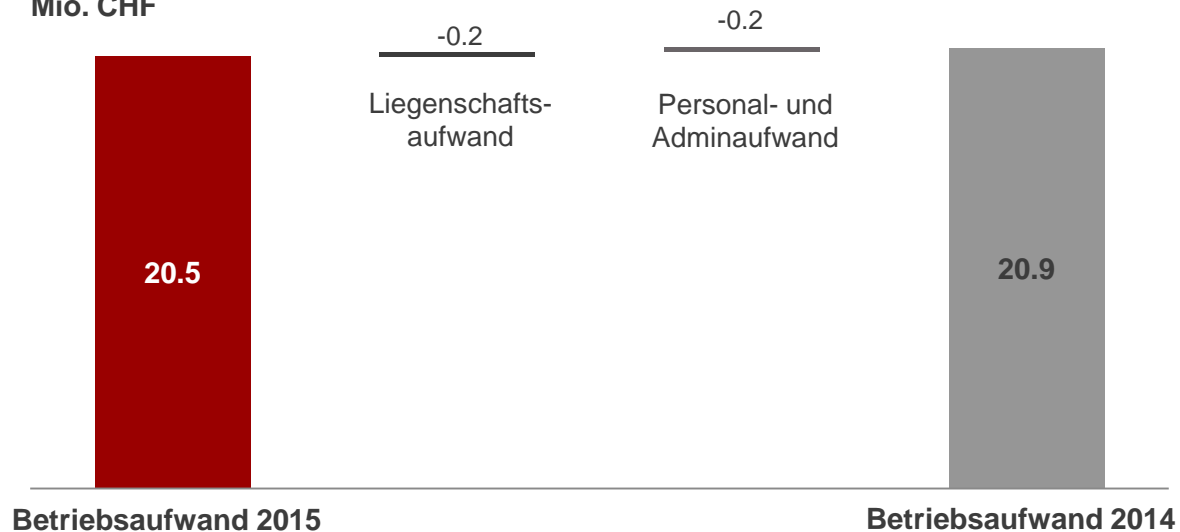 Mio. CHF
-0.2
-0.2
Liegenschafts-
aufwand
Personal- und
Adminaufwand
20.5
20.9
Betriebsaufwand 2015
Betriebsaufwand 2014